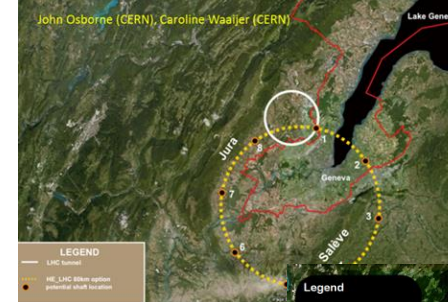 John Osborne (CERN), Caroline Waaijer (CERN)
Lake Gene
Jura
1
8
2
Geneva
7
3
Salève
6
LEGEND
LHC tunnel
HE_LHC 80km option
potential shaft location
Legend